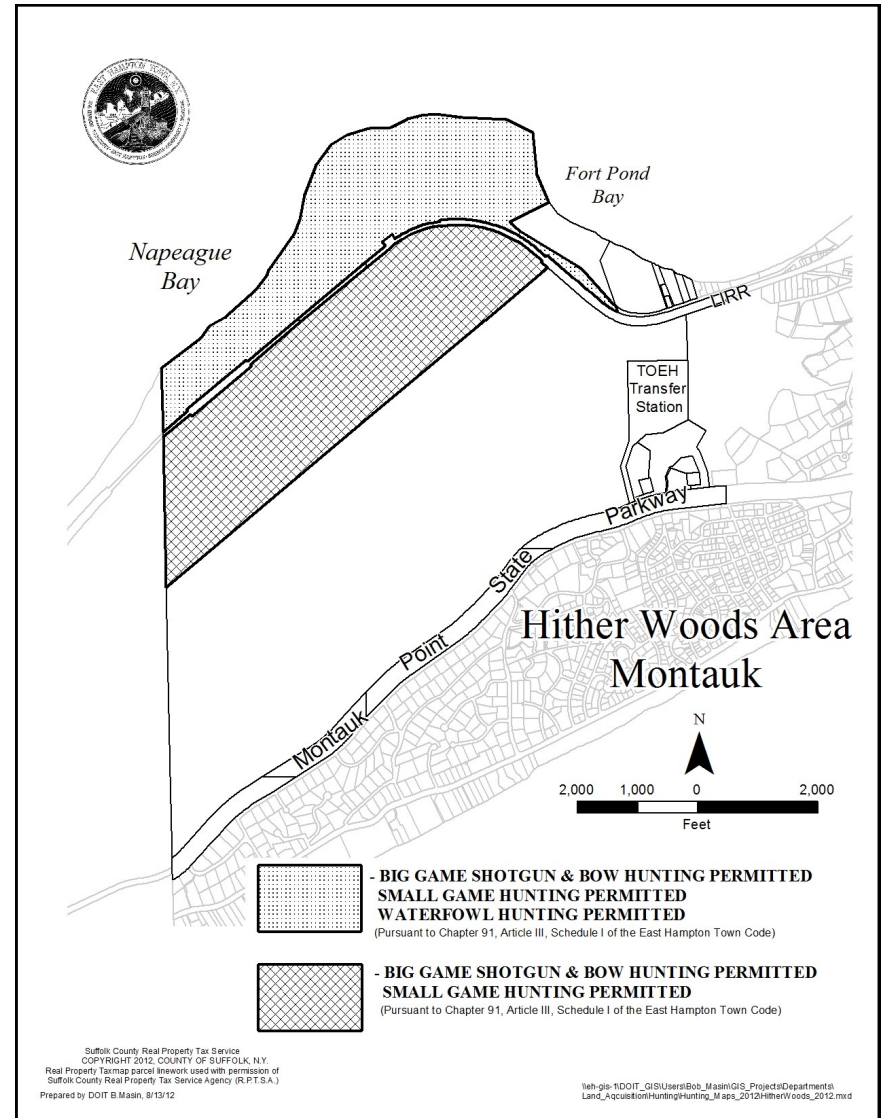 EAST HAMPTON TOWN, N.Y.
Fort Pond
Bay
Napeague
Bay
LIRR
TOEH
Transfer
Station
Montauk Point State Parkway
Hither Woods Area
Montauk
N
2,000 1,000 0 2,000
Feet
- BIG GAME SHOTGUN & BOW HUNTING PERMITTED
SMALL GAME HUNTING PERMITTED
WATERFOWL HUNTING PERMITTED
(Pursuant to Chapter 91, Article III, Schedule I of the East Hampton Town Code)
- BIG GAME SHOTGUN & BOW HUNTING PERMITTED
SMALL GAME HUNTING PERMITTED
(Pursuant to Chapter 91, Article III, Schedule I of the East Hampton Town Code)
Suffolk County Real Property Tax Service
COPYRIGHT 2012, COUNTY OF SUFFOLK, N.Y.
Real Property Taxmap parcel linework used with permission of
Suffolk County Real Property Tax Service Agency (R.P.T.S.A.)
Prepared by DOIT B.Masin, 8/13/12
\\eh-gis-1\DOIT_GIS\Users\Bob_Masin\GIS_Projects\Departments\
Land_Aqcuisition\Hunting\Hunting_Maps_2012\HitherWoods_2012.mxd